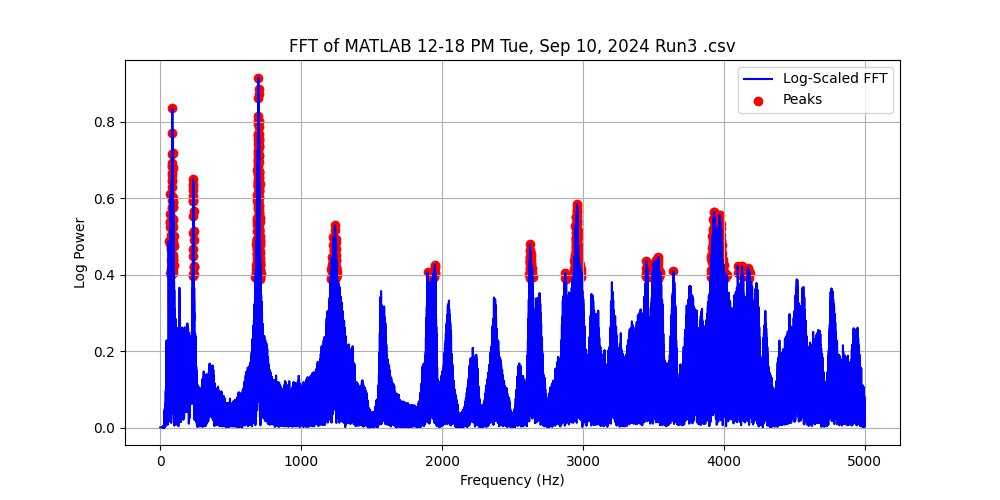 FFT of MATLAB 12-18 PM Tue, Sep 10, 2024 Run3 .csv
Log-Scaled FFT
Peaks
Log Power
0.8
0.6
0.4
0.2
0.0
0 1000 2000 3000 4000 5000
Frequency (Hz)